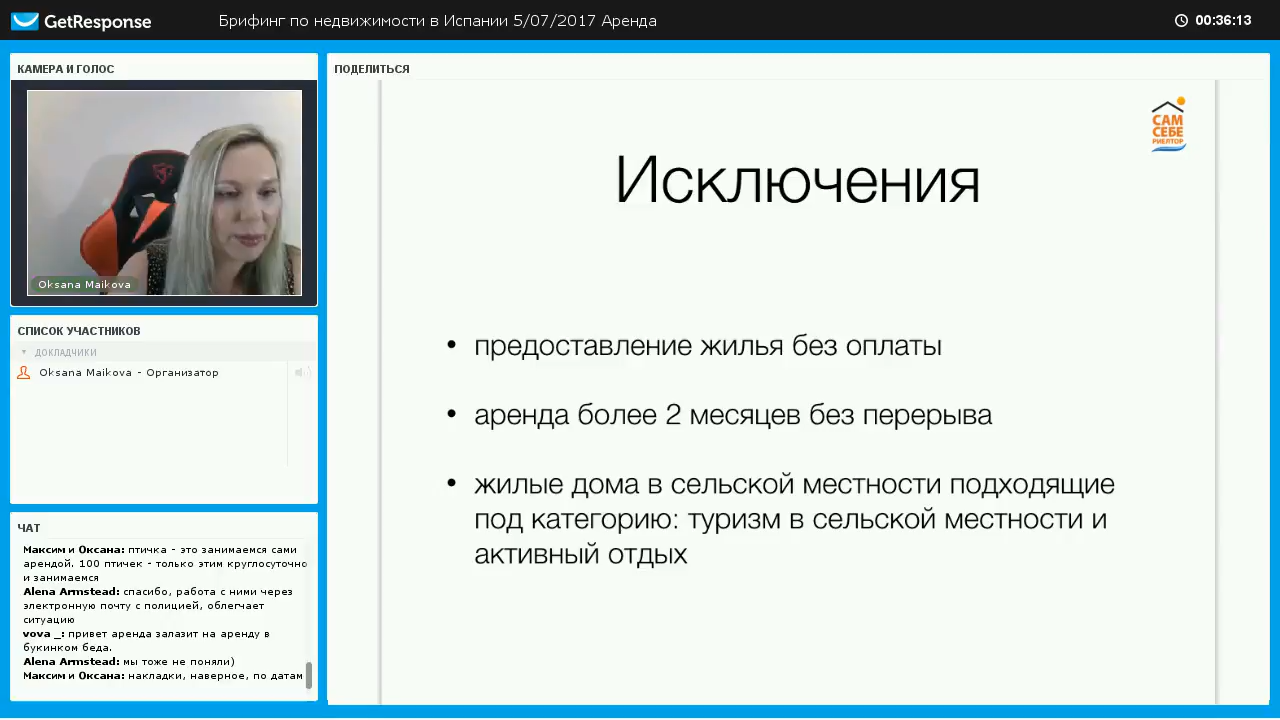 GetResponse
Брифинг по недвижимости в Испании 5/07/2017 Аренда
00:36:13
КАМЕРА И ГОЛОС
Oksana Maikova
СПИСОК УЧАСТНИКОВ
ДОКЛАДЧИКИ
Oksana Maikova - Организатор
ЧАТ
Максим и Оксана: птичка - это занимаемся сами
арендой. 100 птичек - только этим круглосуточно
и занимаемся
Alena Armstead: спасибо, работа с ними через
электронную почту с полицией, облегчает
ситуацию
vova _: привет аренда залазит на аренду в
букинком беда.
Alena Armstead: мы тоже не поняли)
Максим и Оксана: накладки, наверное, по датам
ПОДЕЛИТЬСЯ
САМ
СЕБЕ
РИЕЛТОР
Исключения
• предоставление жилья без оплаты
• аренда более 2 месяцев без перерыва
• жилые дома в сельской местности подходящие
под категорию: туризм в сельской местности и
активный отдых